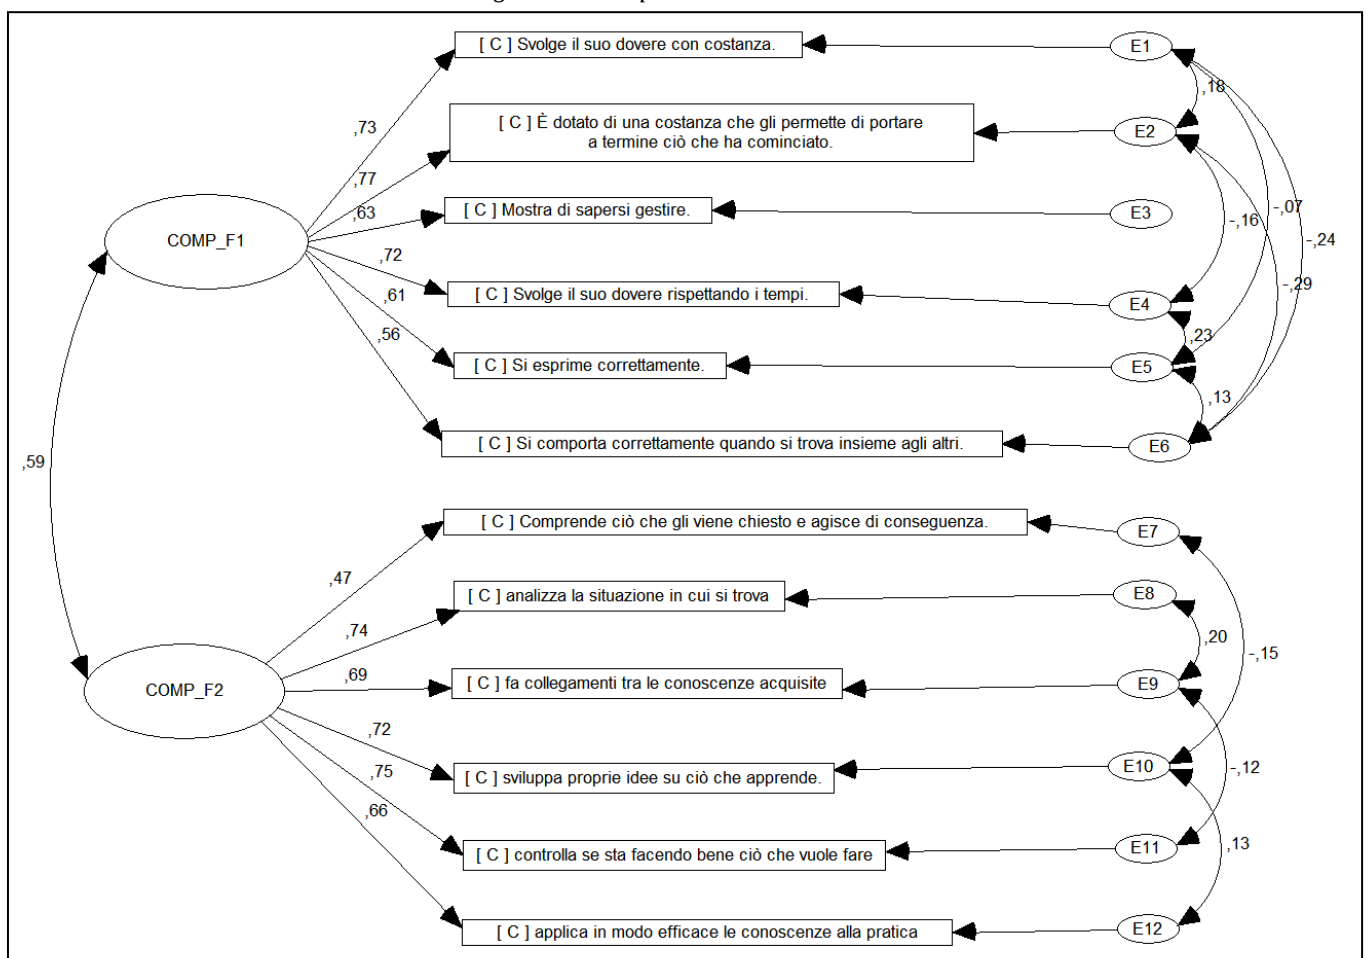 [ C ] Svolge il suo dovere con costanza.
E1
,18
[ C ] È dotato di una costanza che gli permette di portare
a termine ciò che ha cominciato.
E2
,73
,77
[ C ] Mostra di sapersi gestire.
E3
,63
-,16
-,07
-,24
COMP_F1
,72
[ C ] Svolge il suo dovere rispettando i tempi.
E4
-,29
,61
,56
,23
[ C ] Si esprime correttamente.
E5
,13
[ C ] Si comporta correttamente quando si trova insieme agli altri.
E6
,59
[ C ] Comprende ciò che gli viene chiesto e agisce di conseguenza.
E7
,47
[ C ] analizza la situazione in cui si trova
E8
,74
,20
-,15
COMP_F2
,69
[ C ] fa collegamenti tra le conoscenze acquisite
E9
,72
[ C ] sviluppa proprie idee su ciò che apprende.
E10
-,12
,75
,66
[ C ] controlla se sta facendo bene ciò che vuole fare
E11
,13
[ C ] applica in modo efficace le conoscenze alla pratica
E12